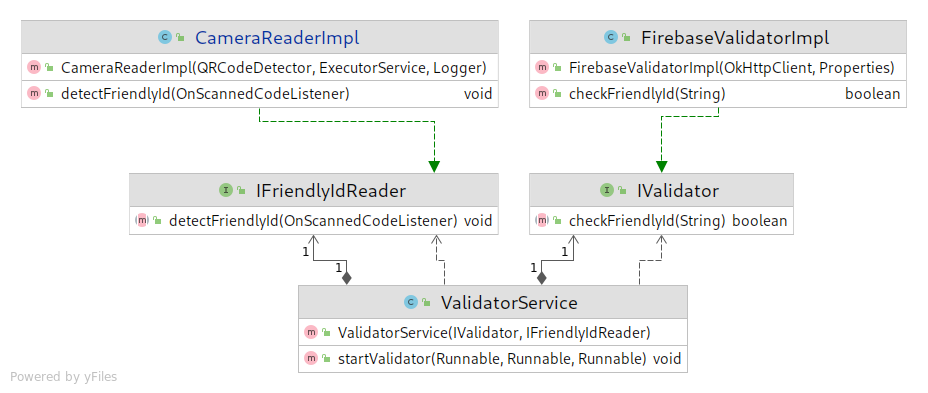 CameraReaderImpl
CameraReaderImpl(QRCodeDetector, ExecutorService, Logger)
detectFriendlyId(OnScannedCodeListener) void
FirebaseValidatorImpl
FirebaseValidatorImpl(OkHttpClient, Properties)
checkFriendlyId(String) boolean
IFriendlyIdReader
detectFriendlyId(OnScannedCodeListener) void
IValidator
checkFriendlyId(String) boolean
1
1
1
1
ValidatorService
ValidatorService(IValidator, IFriendlyIdReader)
startValidator(Runnable, Runnable, Runnable) void
Powered by yFiles